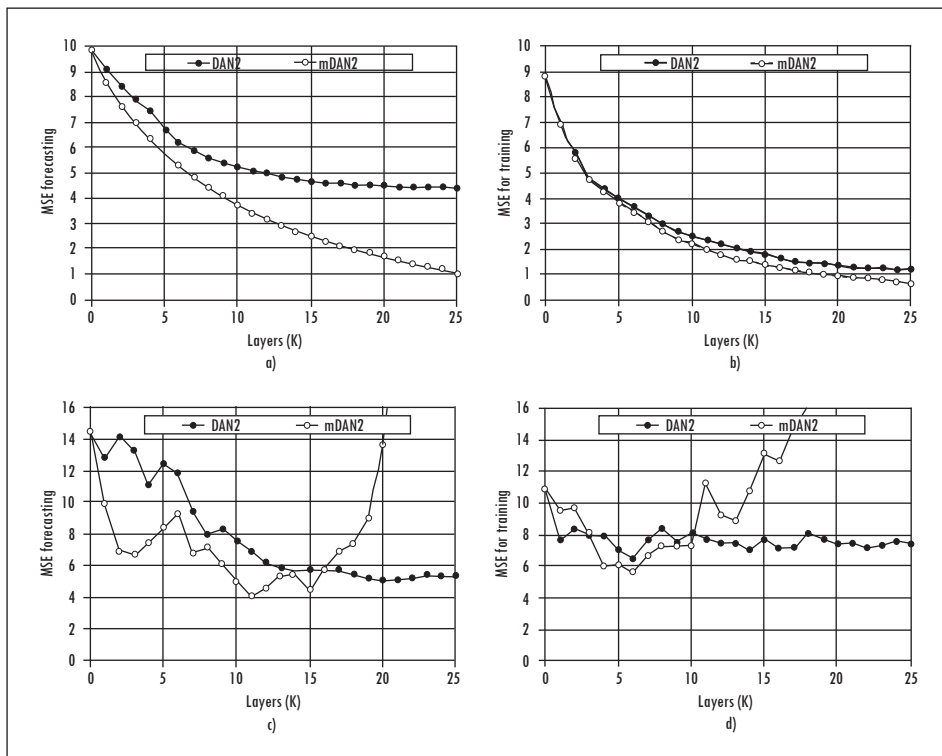 DAN2 mDAN2
MSE forecasting
10
9
8
7
6
5
4
3
2
1
0
0 5 10 15 20 25
Layers (K)
a)
DAN2 mDAN2
MSE for training
10
9
8
7
6
5
4
3
2
1
0
0 5 10 15 20 25
Layers (K)
b)
DAN2 mDAN2
MSE forecasting
16
14
12
10
8
6
4
2
0
0 5 10 15 20 25
Layers (K)
c)
DAN2 mDAN2
MSE for training
16
14
12
10
8
6
4
2
0
0 5 10 15 20 25
Layers (K)
d)